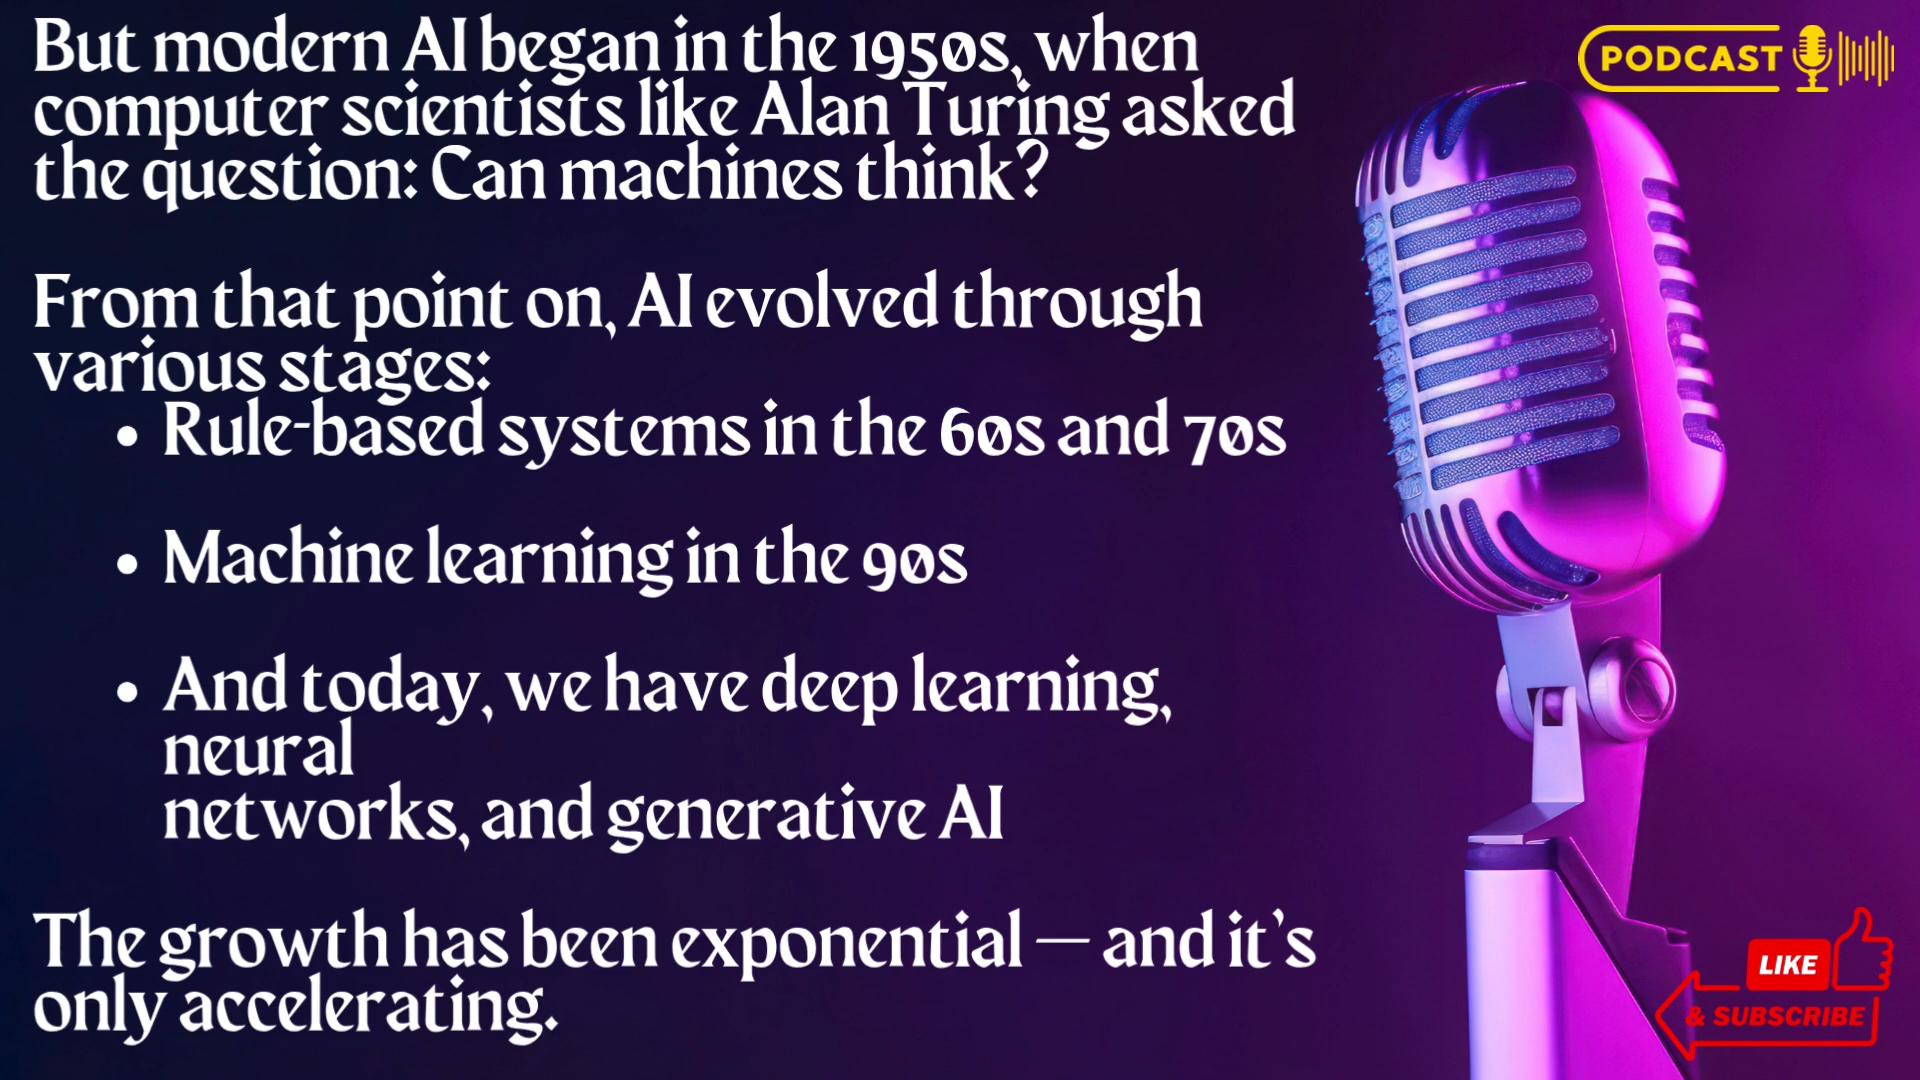 But modern AI began in the 1950s, when
computer scientists like Alan Turing asked
the question: Can machines think?
From that point on, AI evolved through
various stages:
• Rule-based systems in the 60s and 70s
• Machine learning in the 90s
• And today, we have deep learning,
neural
networks, and generative AI
The growth has been exponential — and it's
only accelerating.
PODCAST
LIKE
& SUBSCRIBE